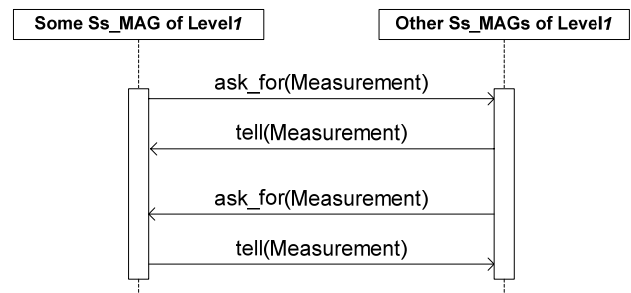 Some Ss_MAG of Level1
Other Ss_MAGs of Level1
ask_for(Measurement)
tell(Measurement)
ask_for(Measurement)
tell(Measurement)